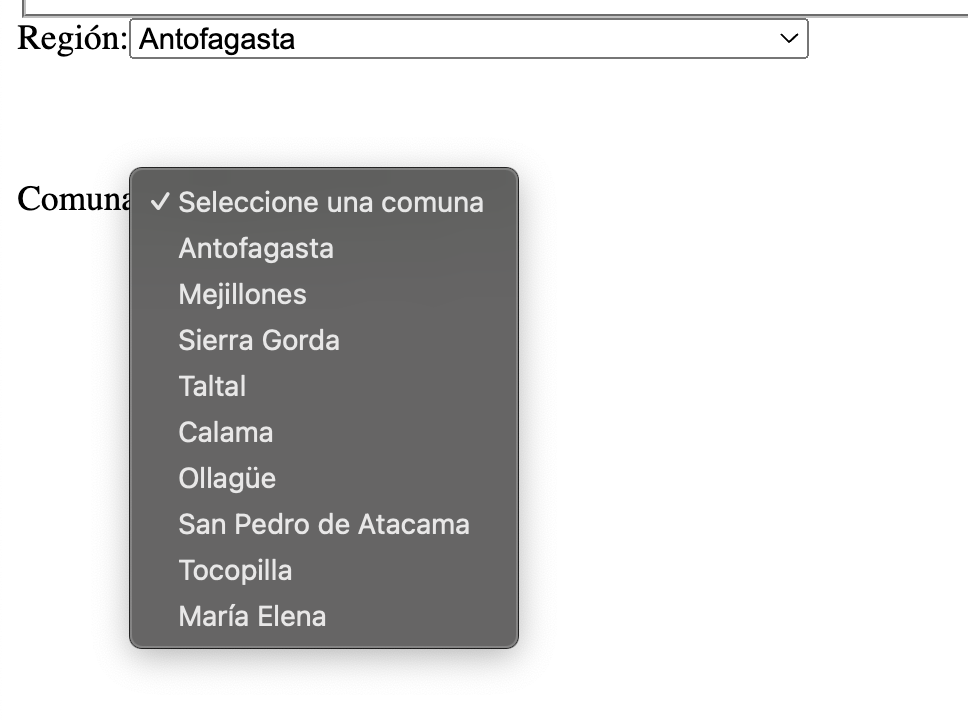 Región: Antofagasta
Comuna
✓ Seleccione una comuna
Antofagasta
Mejillones
Sierra Gorda
Taltal
Calama
Ollagüe
San Pedro de Atacama
Tocopilla
María Elena